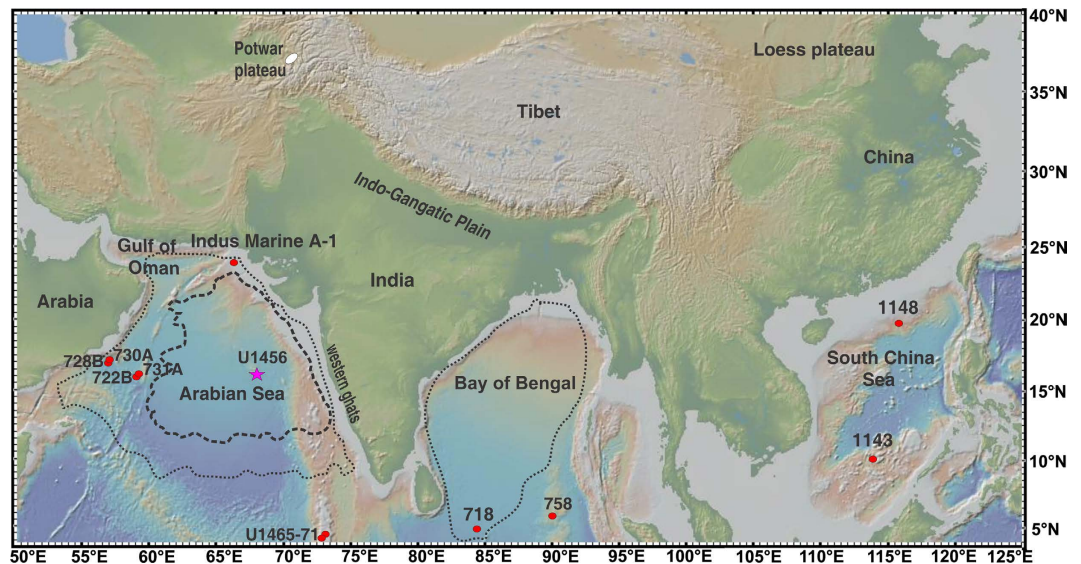 40°N
Potwar
plateau
Loess plateau
35°N
Tibet
China
30°N
Indo-Gangatic Plain
25°N
Gulf of
Oman
Indus Marine A-1
India
Arabia
20°N
1148
728B
730A
722B
731A
U1456
Arabian Sea
western ghats
Bay of Bengal
South China
Sea
15°N
1143
10°N
718
758
U1465-71
5°N
50°E 55°E 60°E 65°E 70°E 75°E 80°E 85°E 90°E 95°E 100°E 105°E 110°E 115°E 120°E 125°E